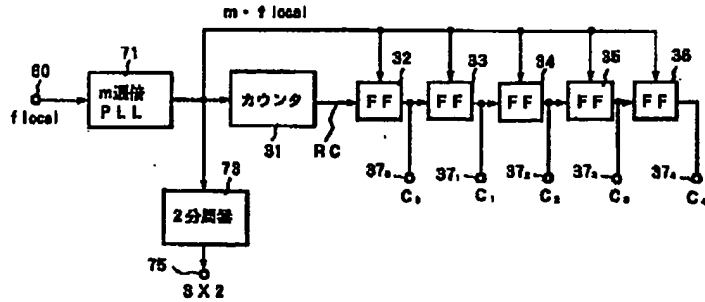 m・f local
60
f local
71
m逓倍
PLL
カウンタ
31
RC
32
FF
33
FF
34
FF
35
FF
36
FF
37₀
C₀
37₁
C₁
37₂
C₂
37₃
C₃
37₄
C₄
73
2分周器
75
S X 2